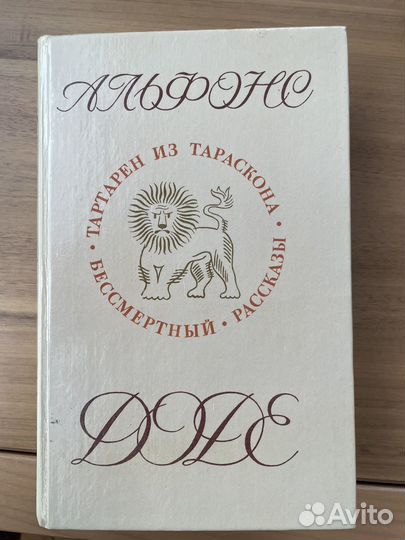 АЛЬФОНС
· ТАРТАРЕН ИЗ ТАРАСКОНА ·
БЕССМЕРТНЫЙ · РАССКАЗЫ
ДОДЕ
Avito